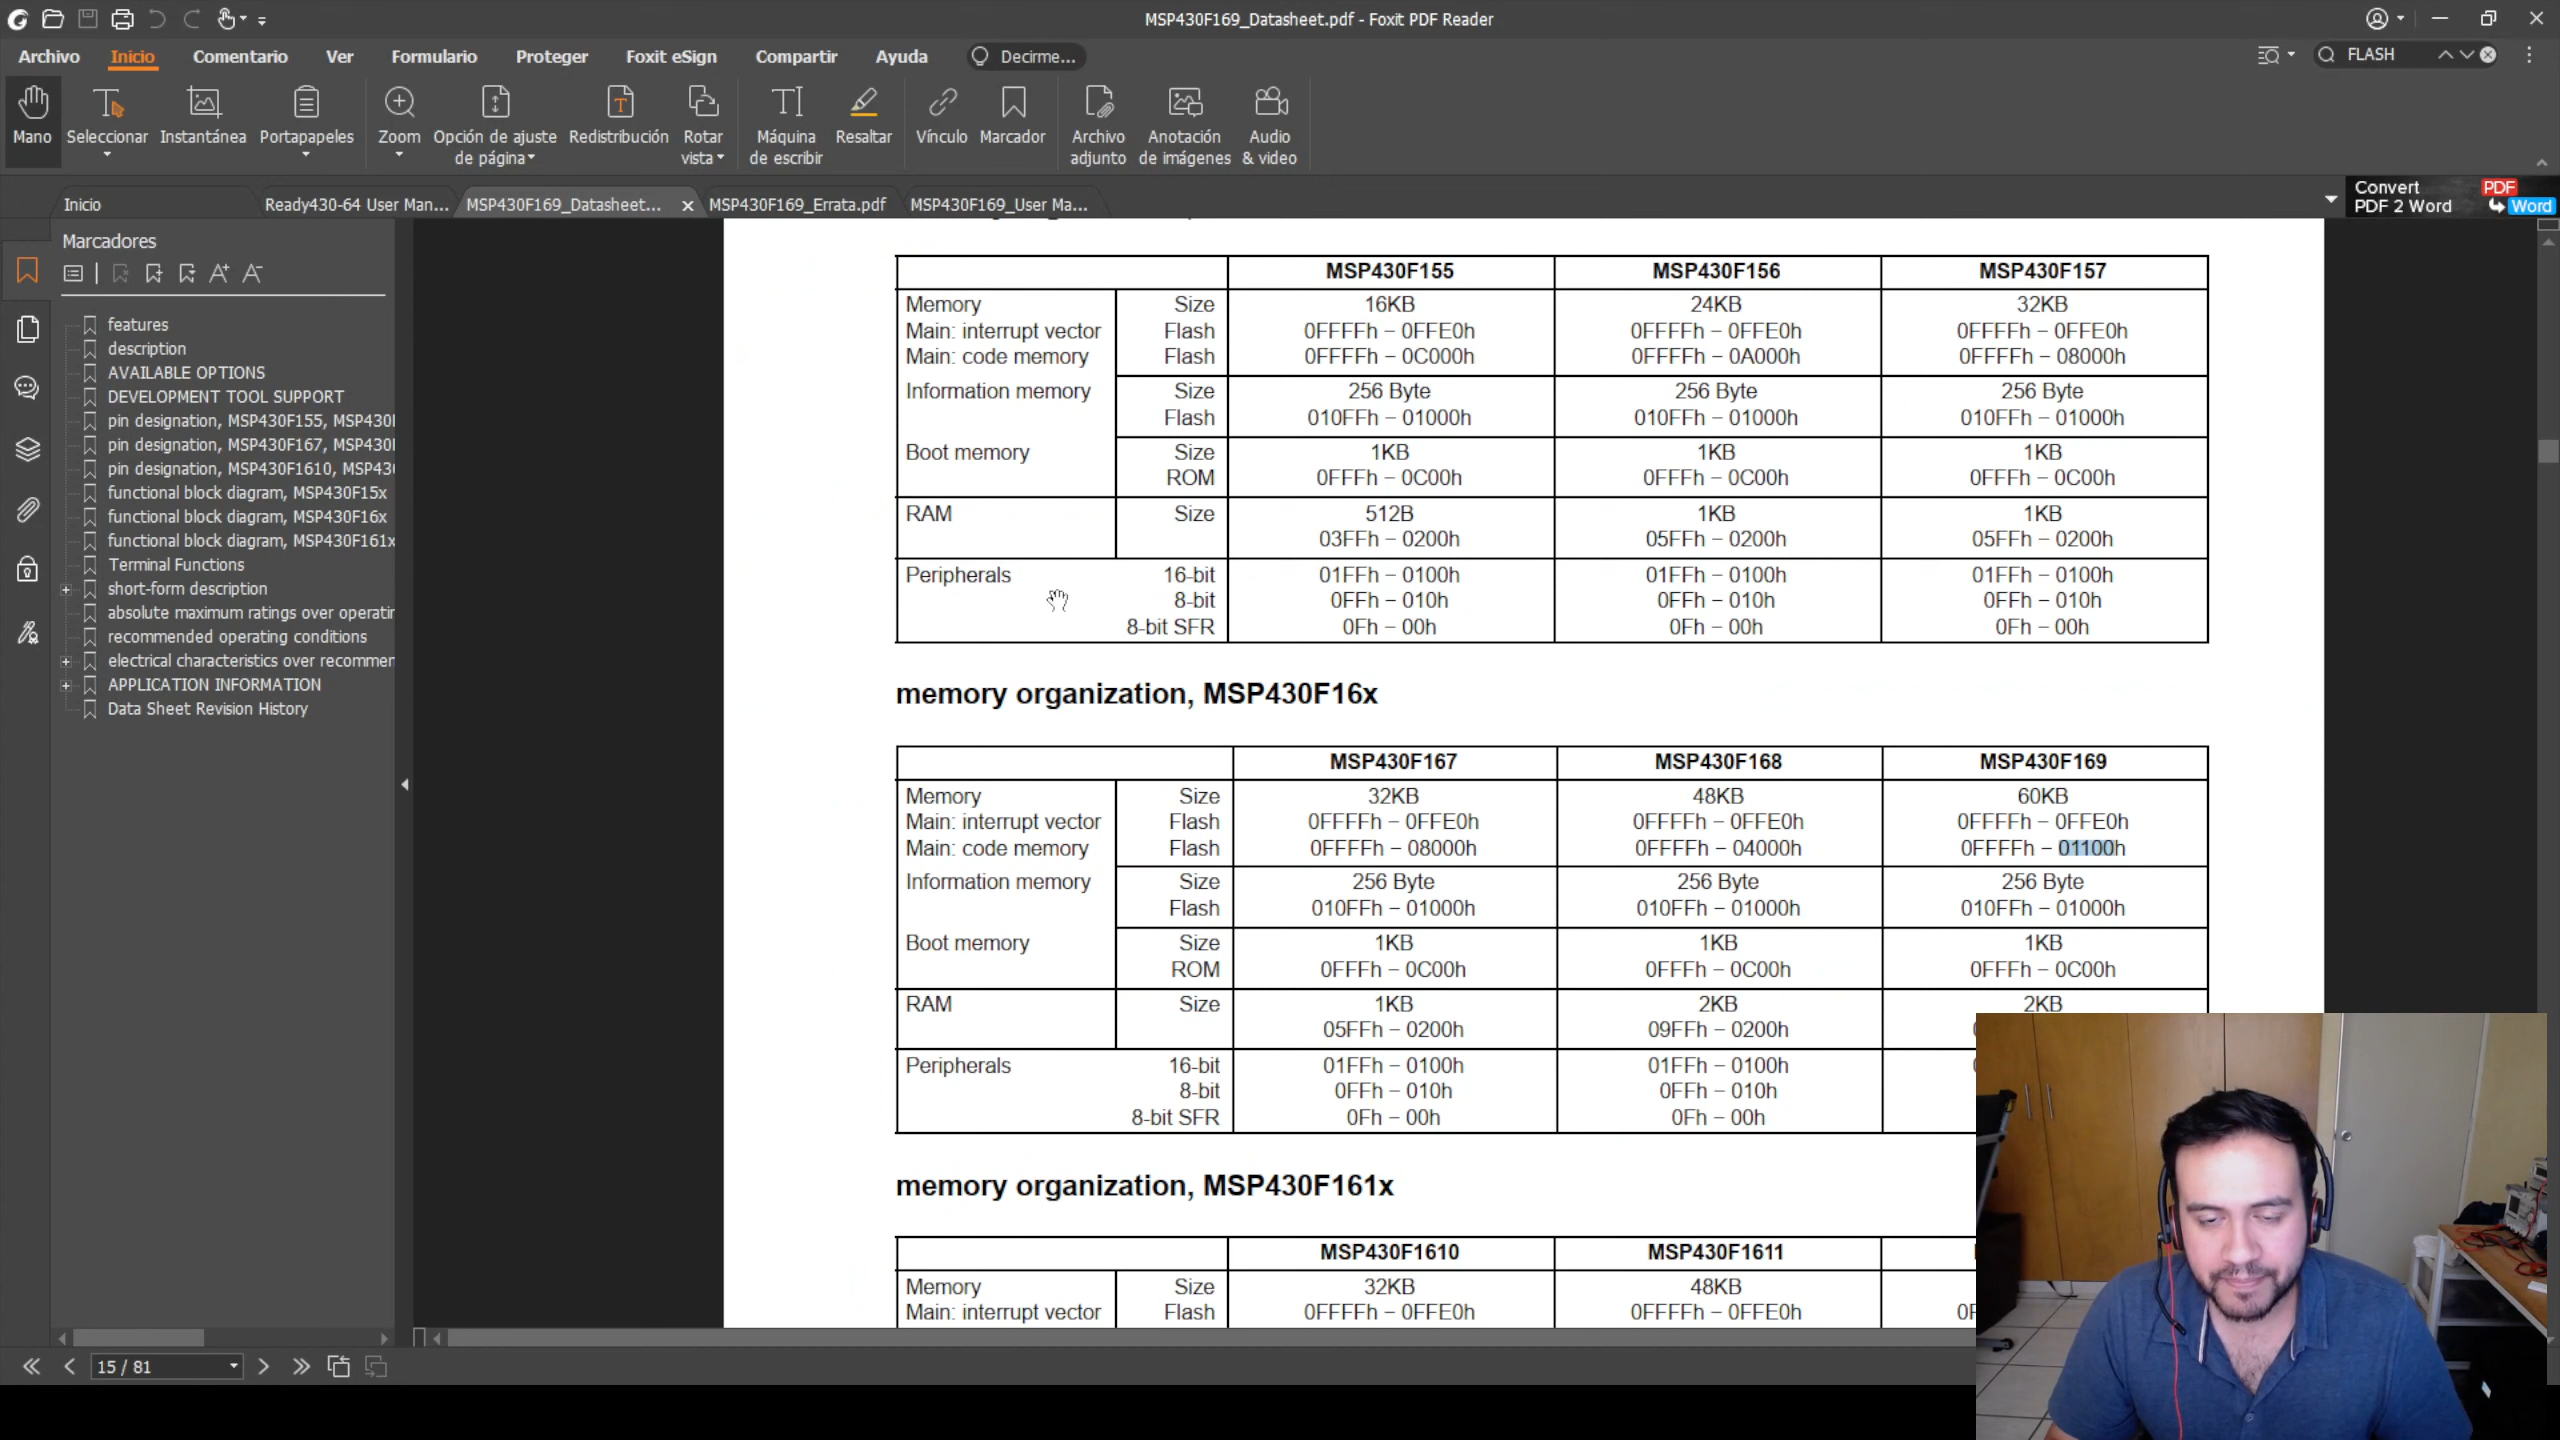 MSP430F169_Datasheet.pdf - Foxit PDF Reader
Archivo Inicio Comentario Ver Formulario Proteger Foxit eSign Compartir Ayuda Decirme... FLASH
Mano Seleccionar Instantánea Portapapeles Zoom Opción de ajuste de página Redistribución Rotar vista Máquina de escribir Resaltar Vínculo Marcador Archivo adjunto Anotación de imágenes Audio & video
Inicio Ready430-64 User Man... MSP430F169_Datasheet... MSP430F169_Errata.pdf MSP430F169_User Ma...
Convert PDF
PDF 2 Word Word
Marcadores
features
description
AVAILABLE OPTIONS
DEVELOPMENT TOOL SUPPORT
pin designation, MSP430F155, MSP430I
pin designation, MSP430F167, MSP430I
pin designation, MSP430F1610, MSP43
functional block diagram, MSP430F15x
functional block diagram, MSP430F16x
functional block diagram, MSP430F161x
Terminal Functions
short-form description
absolute maximum ratings over operatir
recommended operating conditions
electrical characteristics over recommer
APPLICATION INFORMATION
Data Sheet Revision History
MSP430F155 MSP430F156 MSP430F157
Memory Size 16KB 24KB 32KB
Main: interrupt vector Flash 0FFFFh – 0FFE0h 0FFFFh – 0FFE0h 0FFFFh – 0FFE0h
Main: code memory Flash 0FFFFh – 0C000h 0FFFFh – 0A000h 0FFFFh – 08000h
Information memory Size 256 Byte 256 Byte 256 Byte
Flash 010FFh – 01000h 010FFh – 01000h 010FFh – 01000h
Boot memory Size 1KB 1KB 1KB
ROM 0FFFh – 0C00h 0FFFh – 0C00h 0FFFh – 0C00h
RAM Size 512B 1KB 1KB
03FFh – 0200h 05FFh – 0200h 05FFh – 0200h
Peripherals 16-bit 01FFh – 0100h 01FFh – 0100h 01FFh – 0100h
8-bit 0FFh – 010h 0FFh – 010h 0FFh – 010h
8-bit SFR 0Fh – 00h 0Fh – 00h 0Fh – 00h
memory organization, MSP430F16x
MSP430F167 MSP430F168 MSP430F169
Memory Size 32KB 48KB 60KB
Main: interrupt vector Flash 0FFFFh – 0FFE0h 0FFFFh – 0FFE0h 0FFFFh – 0FFE0h
Main: code memory Flash 0FFFFh – 08000h 0FFFFh – 04000h 0FFFFh – 01100h
Information memory Size 256 Byte 256 Byte 256 Byte
Flash 010FFh – 01000h 010FFh – 01000h 010FFh – 01000h
Boot memory Size 1KB 1KB 1KB
ROM 0FFFh – 0C00h 0FFFh – 0C00h 0FFFh – 0C00h
RAM Size 1KB 2KB 2KB
05FFh – 0200h 09FFh – 0200h
Peripherals 16-bit 01FFh – 0100h 01FFh – 0100h
8-bit 0FFh – 010h 0FFh – 010h
8-bit SFR 0Fh – 00h 0Fh – 00h
memory organization, MSP430F161x
MSP430F1610 MSP430F1611
Memory Size 32KB 48KB
Main: interrupt vector Flash 0FFFFh – 0FFE0h 0FFFFh – 0FFE0h
15 / 81